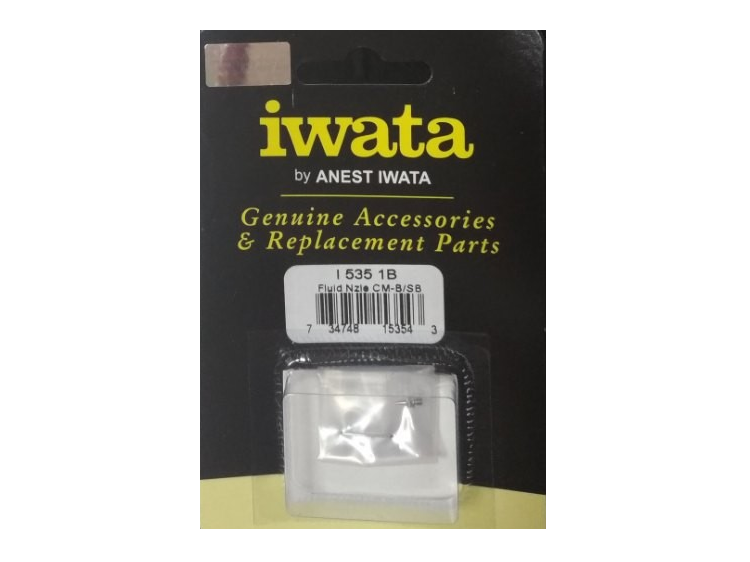 iwata
by ANEST IWATA
Genuine Accessories
& Replacement Parts
I 535 1B
Fluid Nzle CM-B/SB
7 34748 15354 3